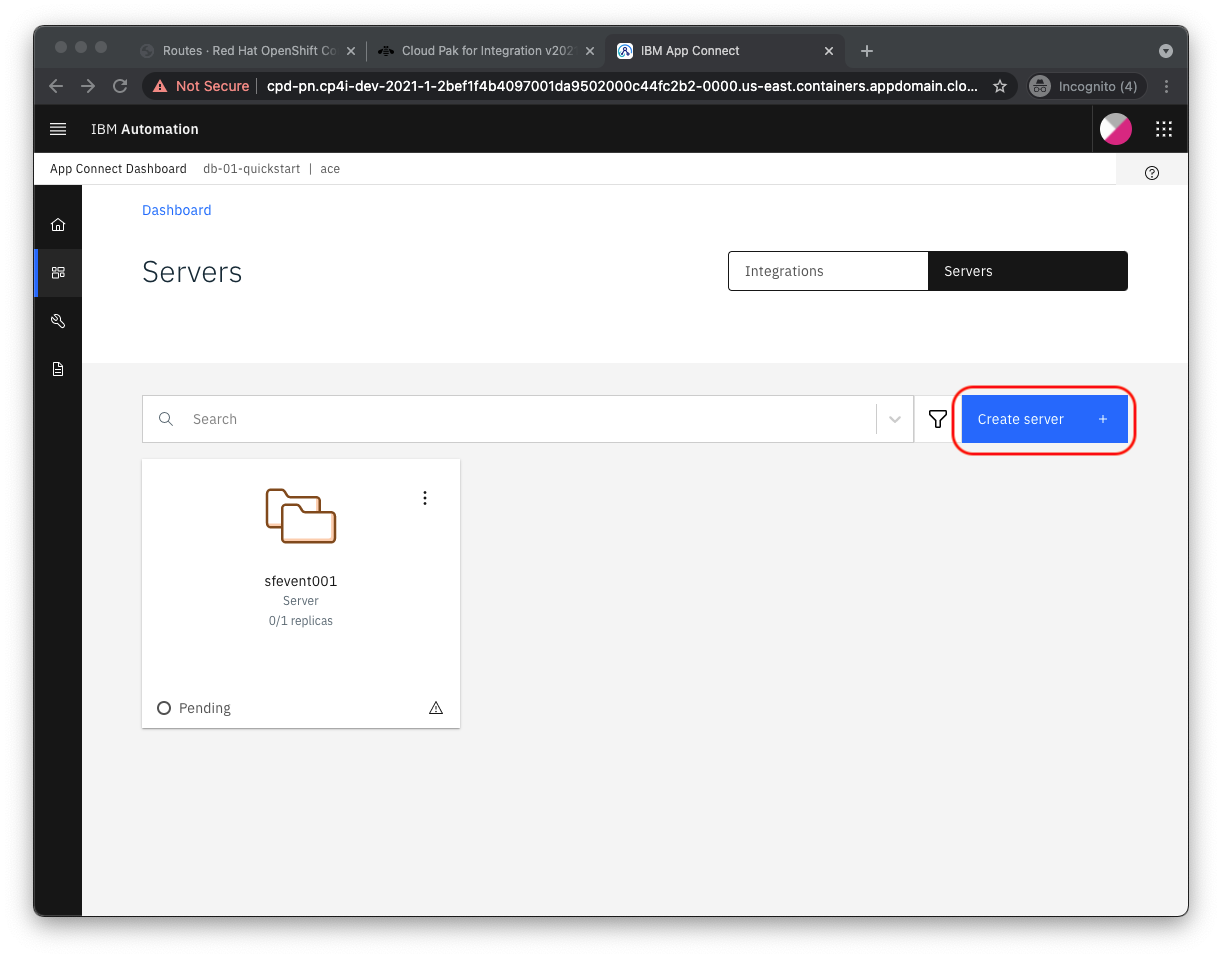 Routes · Red Hat OpenShift Co
Cloud Pak for Integration v202
IBM App Connect
Not Secure
cpd-pn.cp4i-dev-2021-1-2bef1f4b4097001da9502000c44fc2b2-0000.us-east.containers.appdomain.clo...
Incognito (4)
IBM Automation
App Connect Dashboard
db-01-quickstart | ace
Dashboard
Servers
Integrations
Servers
Search
Create server +
sfevent001
Server
0/1 replicas
Pending